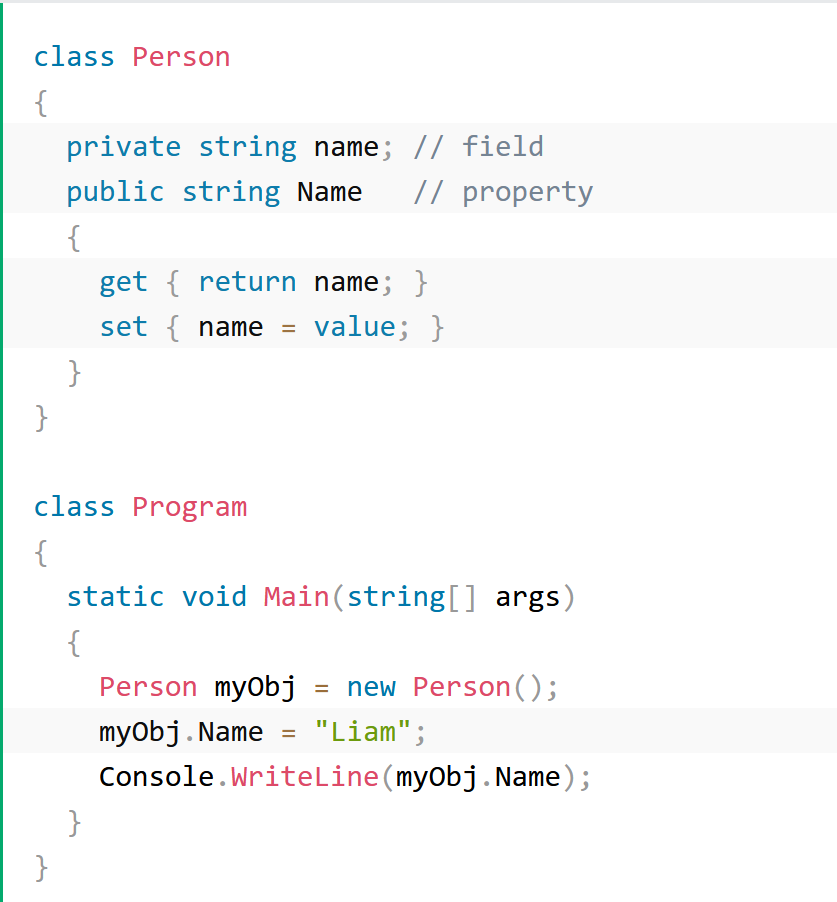 class Person
{
  private string name; // field
  public string Name   // property
  {
    get { return name; }
    set { name = value; }
  }
}

class Program
{
  static void Main(string[] args)
  {
    Person myObj = new Person();
    myObj.Name = "Liam";
    Console.WriteLine(myObj.Name);
  }
}